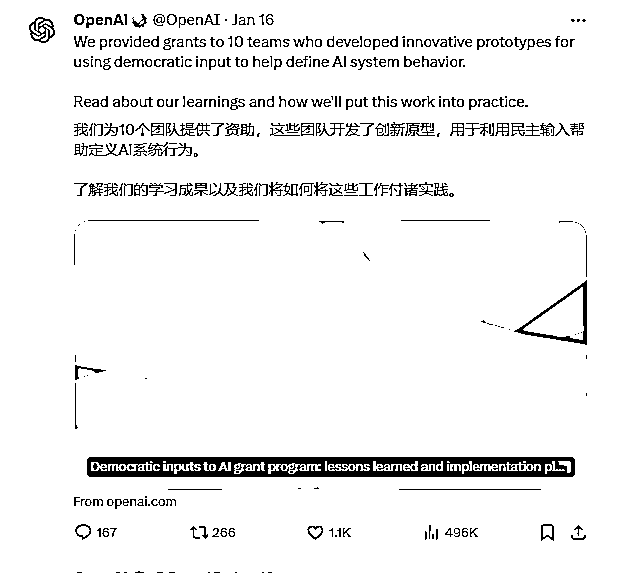 OpenAI @OpenAI · Jan 16
We provided grants to 10 teams who developed innovative prototypes for
using democratic input to help define AI system behavior.
Read about our learnings and how we'll put this work into practice.
我们为10个团队提供了资助，这些团队开发了创新原型，用于利用民主输入帮
助定义AI系统行为。
了解我们的学习成果以及我们将如何将这些工作付诸实践。
Democratic inputs to AI grant program: lessons learned and implementation pl...
From openai.com
167 266 1.1K 496K